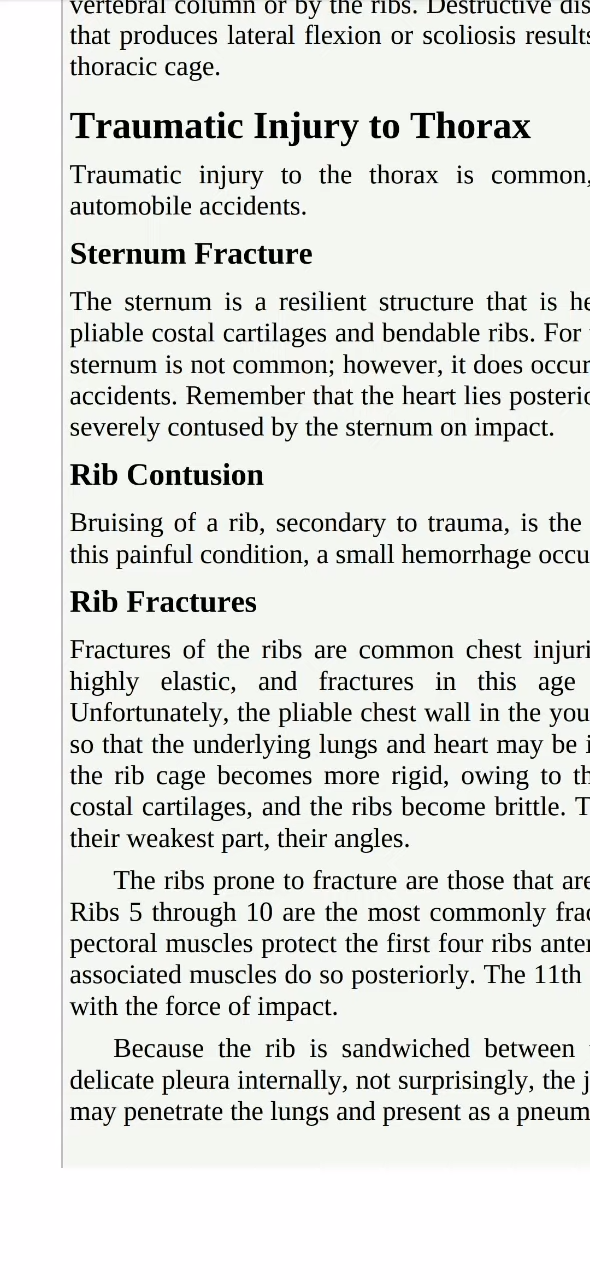 vertebral column or by the ribs. Destructive dis
that produces lateral flexion or scoliosis results
thoracic cage.
Traumatic Injury to Thorax
Traumatic injury to the thorax is common,
automobile accidents.
Sternum Fracture
The sternum is a resilient structure that is he
pliable costal cartilages and bendable ribs. For
sternum is not common; however, it does occur
accidents. Remember that the heart lies posterio
severely contused by the sternum on impact.
Rib Contusion
Bruising of a rib, secondary to trauma, is the
this painful condition, a small hemorrhage occu
Rib Fractures
Fractures of the ribs are common chest injuri
highly elastic, and fractures in this age
Unfortunately, the pliable chest wall in the you
so that the underlying lungs and heart may be i
the rib cage becomes more rigid, owing to th
costal cartilages, and the ribs become brittle. T
their weakest part, their angles.
The ribs prone to fracture are those that are
Ribs 5 through 10 are the most commonly frac
pectoral muscles protect the first four ribs anter
associated muscles do so posteriorly. The 11th
with the force of impact.
Because the rib is sandwiched between
delicate pleura internally, not surprisingly, the j
may penetrate the lungs and present as a pneum